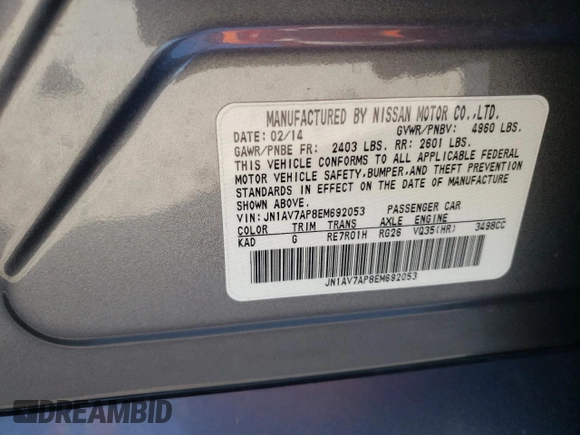 MANUFACTURED BY NISSAN MOTOR CO.,LTD.
DATE: 02/14 GVWR/PNBV: 4960 LBS.
GAWR/PNBE FR: 2403 LBS. RR: 2601 LBS.
THIS VEHICLE CONFORMS TO ALL APPLICABLE FEDERAL
MOTOR VEHICLE SAFETY,BUMPER,AND THEFT PREVENTION
STANDARDS IN EFFECT ON THE DATE OF MANUFACTURE
SHOWN ABOVE.
VIN:JN1AV7AP8EM692053 PASSENGER CAR
COLOR TRIM TRANS AXLE ENGINE
KAD G RE7R01H RG26 VQ35(HR) 3498CC
JN1AV7AP8EM692053
DREAMBID